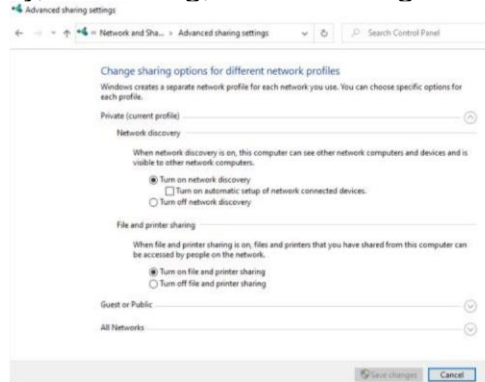 Advanced sharing settings
« Network and Sha... › Advanced sharing settings
Search Control Panel
Change sharing options for different network profiles
Windows creates a separate network profile for each network you use. You can choose specific options for
each profile.
Private (current profile)
Network discovery
When network discovery is on, this computer can see other network computers and devices and is
visible to other network computers.
Turn on network discovery
Turn on automatic setup of network connected devices.
Turn off network discovery
File and printer sharing
When file and printer sharing is on, files and printers that you have shared from this computer can
be accessed by people on the network.
Turn on file and printer sharing
Turn off file and printer sharing
Guest or Public
All Networks
Save changes Cancel